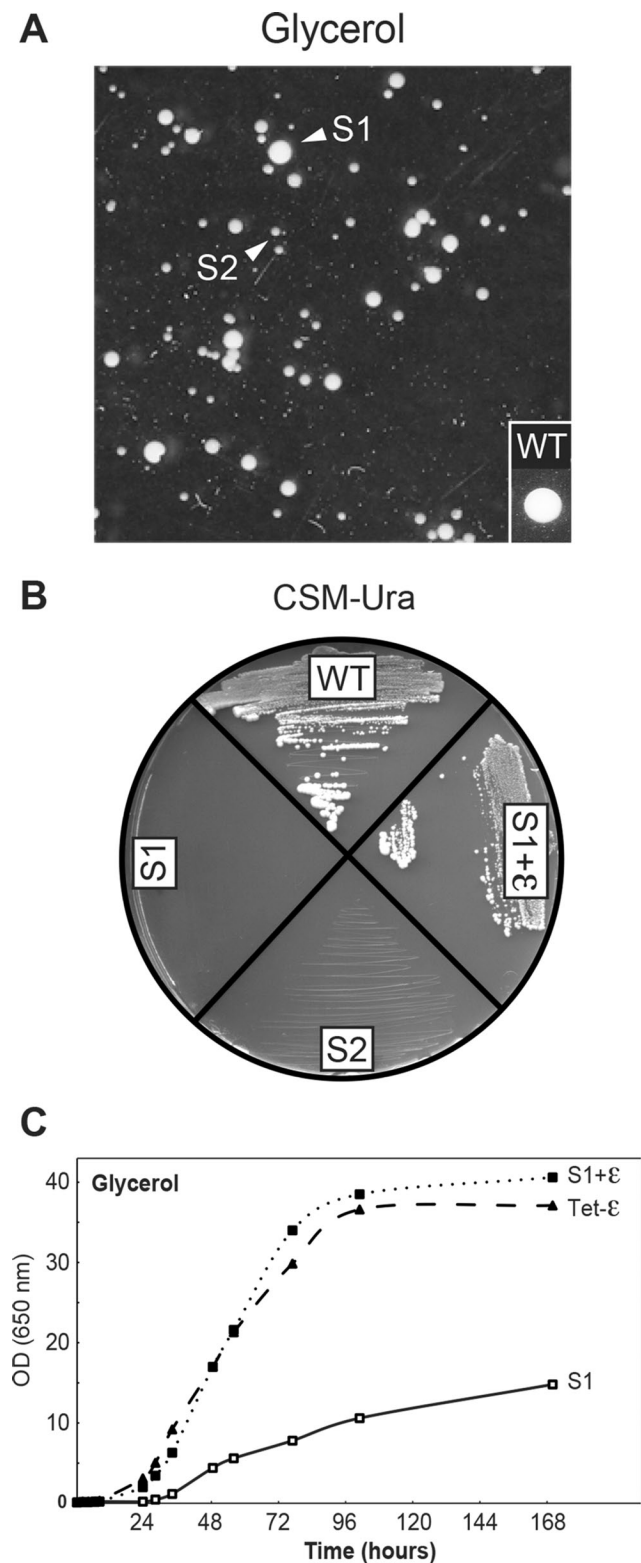 A
Glycerol
S1
S2
WT
B
CSM-Ura
WT
S1
S1+ε
S2
C
Glycerol
OD (650 nm)
40
30
20
10
0
S1+ε
Tet-ε
S1
24 48 72 96 120 144 168
Time (hours)